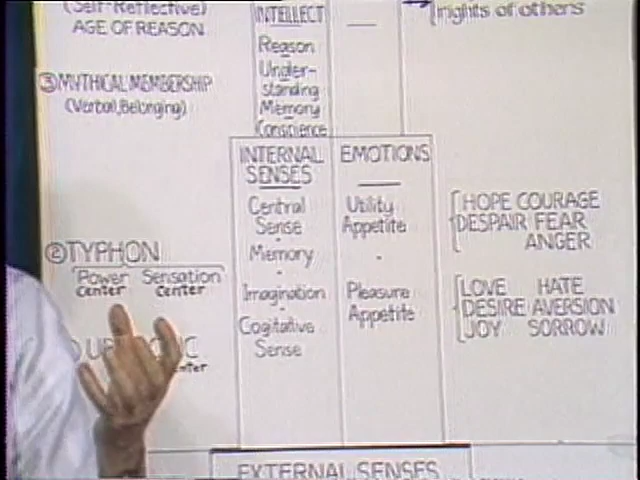 (Self-Reflective)
AGE OF REASON
③ MYTHICAL MEMBERSHIP
(Verbal, Belonging)
② TYPHON
Power Sensation
Center Center
INTELLECT
Reason
Under-
standing
Memory
Conscience
rights of others
INTERNAL
SENSES
Central
Sense
Memory
Imagination
Cogitative
Sense
EMOTIONS
Utility
Appetite
Pleasure
Appetite
HOPE COURAGE
DESPAIR FEAR
ANGER
LOVE HATE
DESIRE AVERSION
JOY SORROW
EXTERNAL SENSES